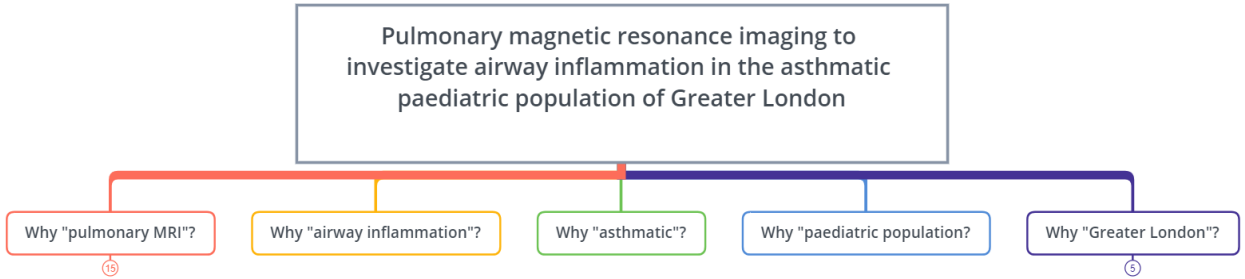 Pulmonary magnetic resonance imaging to
investigate airway inflammation in the asthmatic
paediatric population of Greater London
Why "pulmonary MRI"?
Why "airway inflammation"?
Why "asthmatic"?
Why "paediatric population?
Why "Greater London"?
15
5